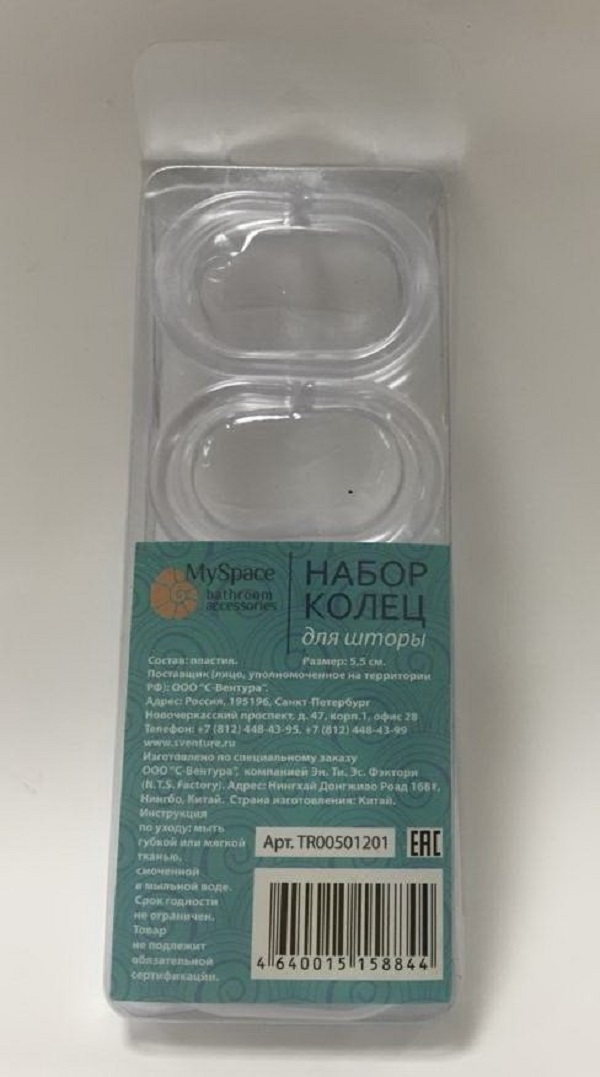 MySpace
bathroom
accessories
НАБОР
КОЛЕЦ
для шторы
Состав: пластик.
Размер: 5,5 см.
Поставщик (лицо, уполномоченное на территории
РФ): ООО "С-Вентура".
Адрес: Россия, 195196, Санкт-Петербург
Новочеркасский проспект, д. 47, корп.1, офис 28
Телефон: +7 (812) 448-43-95, +7 (812) 448-43-99
www.sventure.ru
Изготовлено по специальному заказу
ООО "С-Вентура", компанией Эн. Ти. Эс. Фэктори
(N.T.S. Factory). Адрес: Нингхай Донгжиао Роад 168#,
Нингбо, Китай. Страна изготовления: Китай.
Инструкция
по уходу: мыть
губкой или мягкой
тканью,
смоченной
в мыльной воде.
Срок годности
не ограничен.
Товар
не подлежит
обязательной
сертификации.
Арт. TR00501201
EAC
4 640015 158844